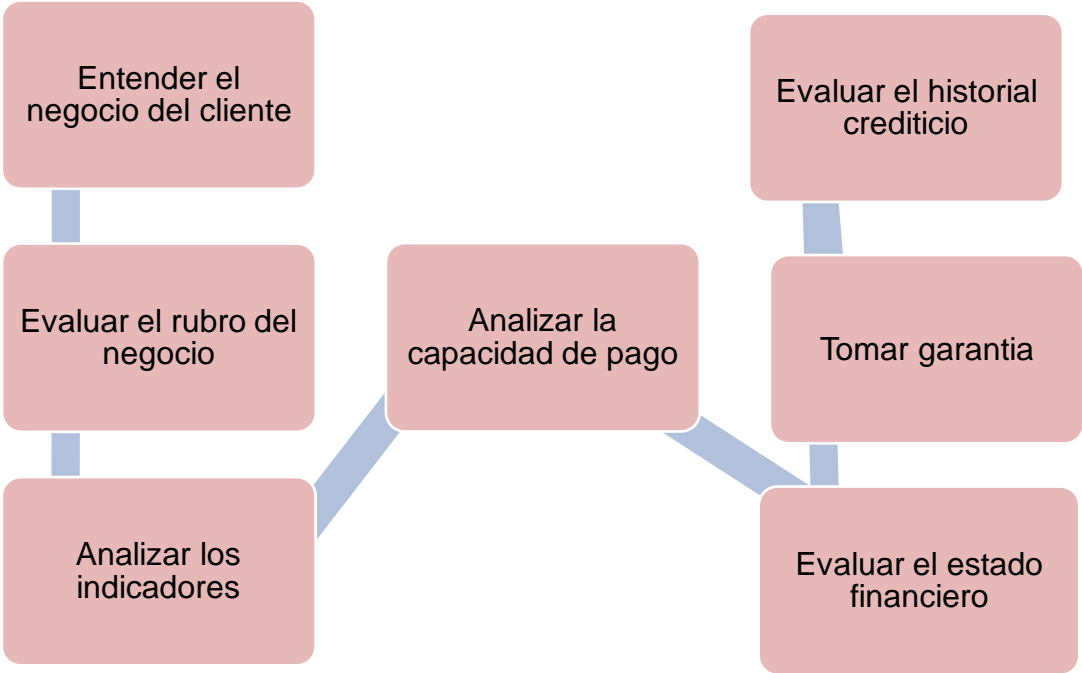 Entender el
negocio del cliente
Evaluar el rubro del
negocio
Analizar los
indicadores
Analizar la
capacidad de pago
Evaluar el estado
financiero
Tomar garantia
Evaluar el historial
crediticio